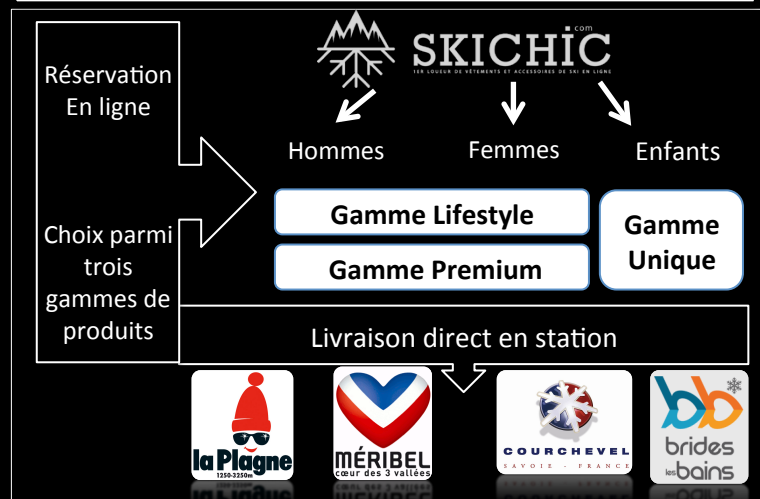 Réservation
En ligne
.com
SKICHIC
1ER LOUEUR DE VÊTEMENTS ET ACCESSOIRES DE SKI EN LIGNE
Hommes
Femmes
Enfants
Gamme Lifestyle
Gamme Premium
Gamme
Unique
Choix parmi
trois
gammes de
produits
Livraison direct en station
la Plagne
1250-3250m
MÉRIBEL
cœur des 3 vallées
COURCHEVEL
SAVOIE - FRANCE
bb
brides
les bains